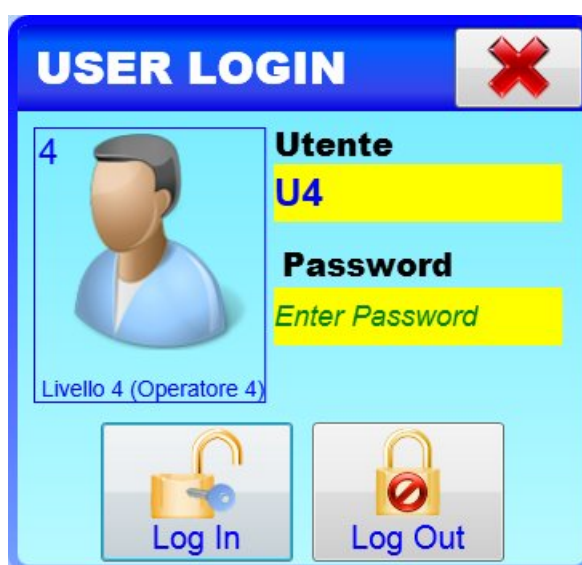 USER LOGIN
4
Utente
U4
Password
Enter Password
Livello 4 (Operatore 4)
Log In
Log Out